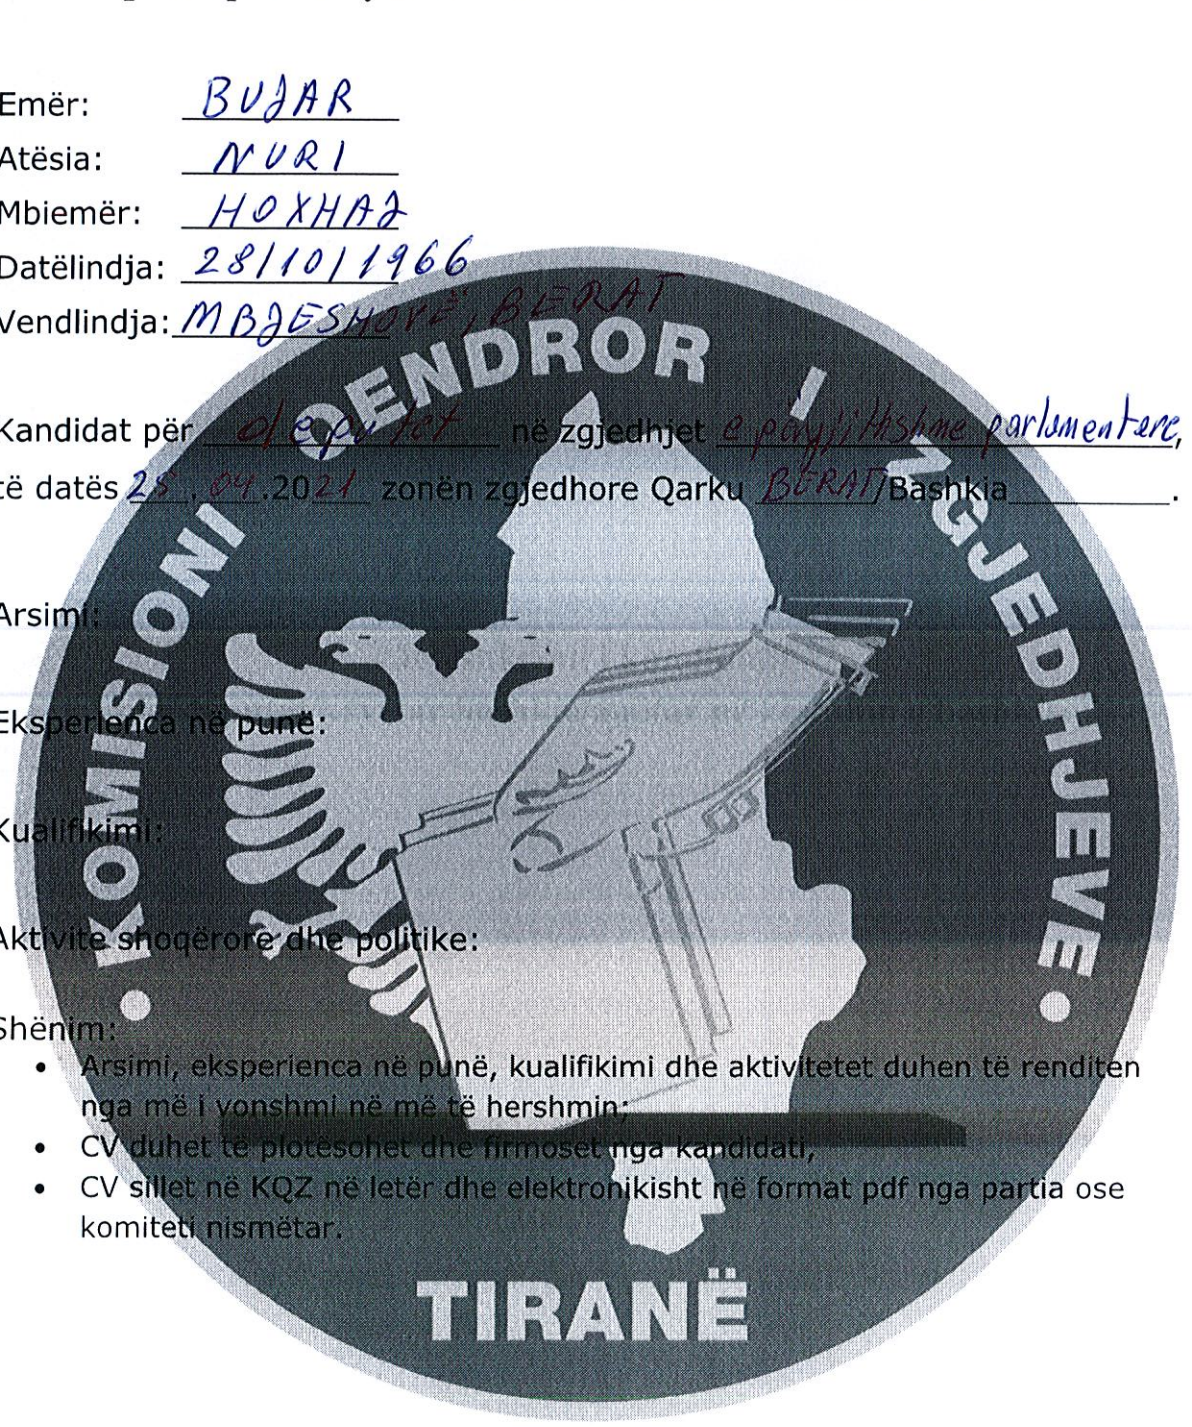 Emër: BUJAR
Atësia: NURI
Mbiemër: HOXHAJ
Datëlindja: 28/10/1966
Vendlindja: MBJESHOVË, BERAT
Kandidat për deputet në zgjedhjet e përgjithshme parlamentare,
të datës 25.04.2021 zonën zgjedhore Qarku BERAT/Bashkia________.
Arsimi:
Eksperienca në punë:
Kualifikimi:
Aktivite shoqërore dhe politike:
Shënim:
• Arsimi, eksperienca në punë, kualifikimi dhe aktivitetet duhen të renditen
nga më i vonshmi në më të hershmin;
• CV duhet të plotësohet dhe firmoset nga kandidati,
• CV sillet në KQZ në letër dhe elektronikisht në format pdf nga partia ose
komiteti nismëtar.
KOMISIONI QENDROR I ZGJEDHJEVE
TIRANË